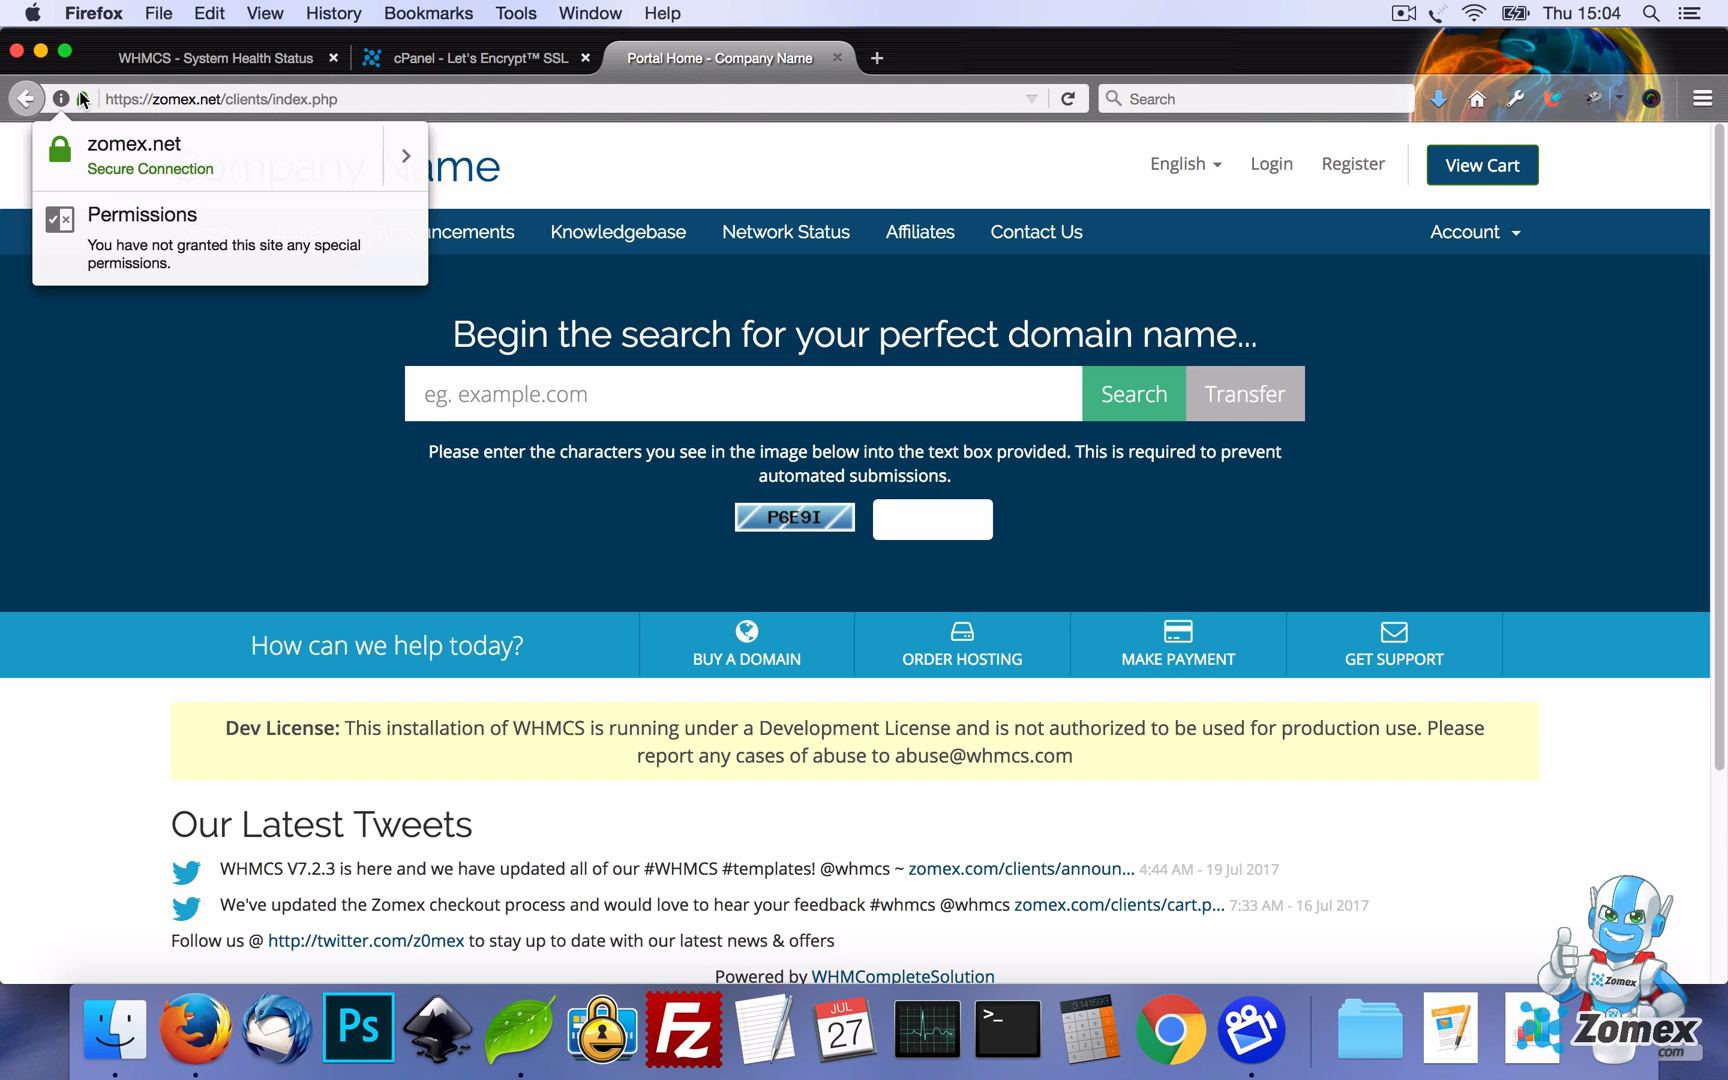 Firefox File Edit View History Bookmarks Tools Window Help Thu 15:04
WHMCS - System Health Status cPanel - Let's Encrypt™ SSL Portal Home - Company Name
https://zomex.net/clients/index.php Search
zomex.net
Secure Connection
Permissions
You have not granted this site any special
permissions.
Company Name
English Login Register View Cart
Announcements Knowledgebase Network Status Affiliates Contact Us Account
Begin the search for your perfect domain name...
eg. example.com Search Transfer
Please enter the characters you see in the image below into the text box provided. This is required to prevent
automated submissions.
P6E9I
How can we help today? BUY A DOMAIN ORDER HOSTING MAKE PAYMENT GET SUPPORT
Dev License: This installation of WHMCS is running under a Development License and is not authorized to be used for production use. Please
report any cases of abuse to abuse@whmcs.com
Our Latest Tweets
WHMCS V7.2.3 is here and we have updated all of our #WHMCS #templates! @whmcs ~ zomex.com/clients/announ... 4:44 AM - 19 Jul 2017
We've updated the Zomex checkout process and would love to hear your feedback #whmcs @whmcs zomex.com/clients/cart.p... 7:33 AM - 16 Jul 2017
Follow us @ http://twitter.com/z0mex to stay up to date with our latest news & offers
Powered by WHMCompleteSolution
Zomex
Ps Fz JUL 27 >_ 3.141593
Zomex
.com